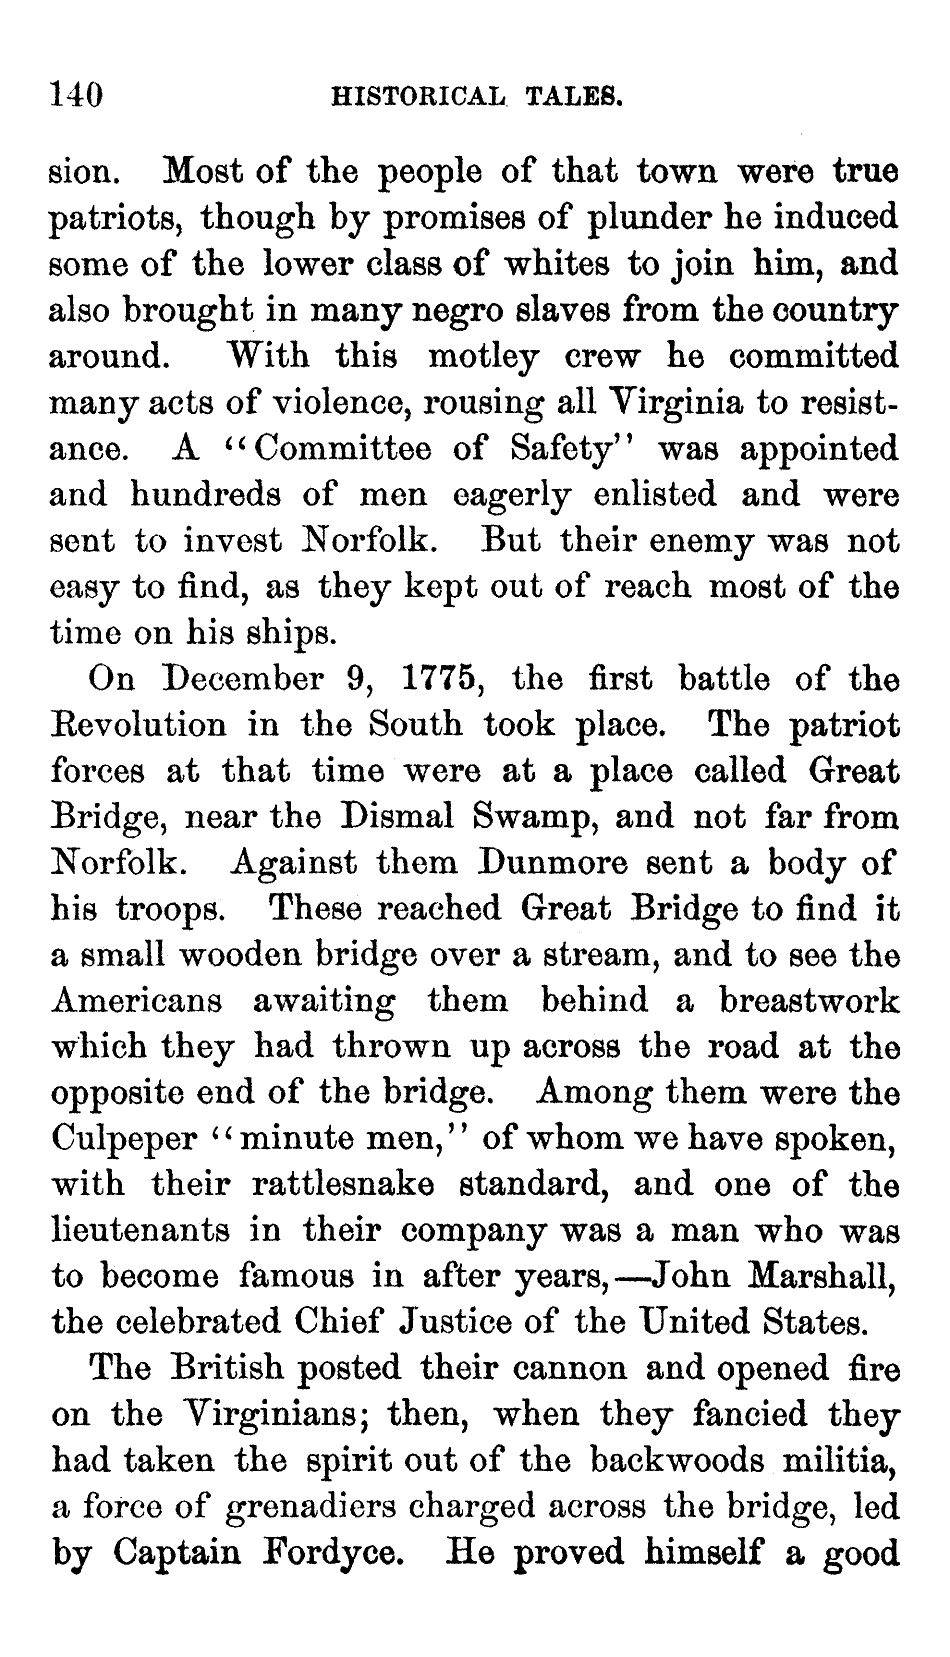 140 HISTORICAL TALES.
sion. Most of the people of that town were true
patriots, though by promises of plunder he induced
some of the lower class of whites to join him, and
also brought in many negro slaves from the country
around. With this motley crew he committed
many acts of violence, rousing all Virginia to resist-
ance. A "Committee of Safety" was appointed
and hundreds of men eagerly enlisted and were
sent to invest Norfolk. But their enemy was not
easy to find, as they kept out of reach most of the
time on his ships.
On December 9, 1775, the first battle of the
Revolution in the South took place. The patriot
forces at that time were at a place called Great
Bridge, near the Dismal Swamp, and not far from
Norfolk. Against them Dunmore sent a body of
his troops. These reached Great Bridge to find it
a small wooden bridge over a stream, and to see the
Americans awaiting them behind a breastwork
which they had thrown up across the road at the
opposite end of the bridge. Among them were the
Culpeper "minute men," of whom we have spoken,
with their rattlesnake standard, and one of the
lieutenants in their company was a man who was
to become famous in after years,—John Marshall,
the celebrated Chief Justice of the United States.
The British posted their cannon and opened fire
on the Virginians; then, when they fancied they
had taken the spirit out of the backwoods militia,
a force of grenadiers charged across the bridge, led
by Captain Fordyce. He proved himself a good